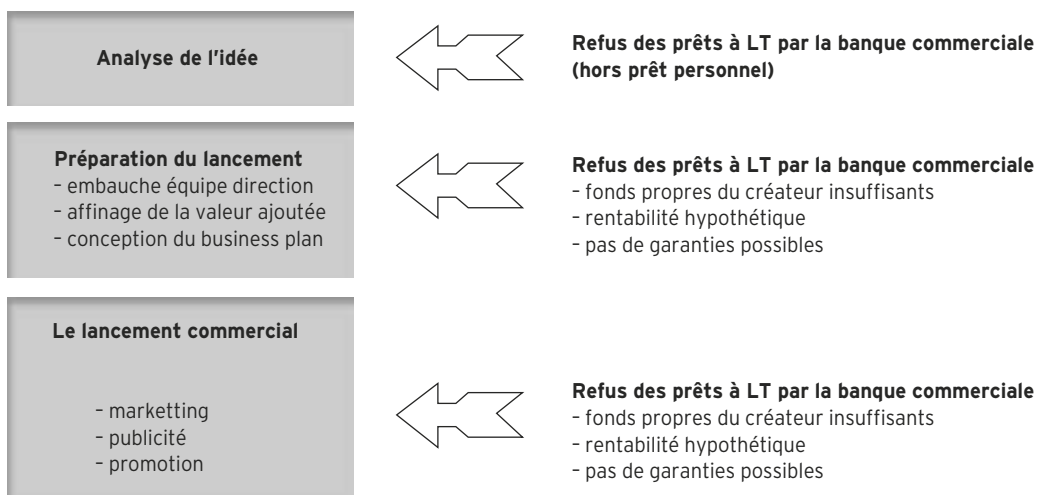 Analyse de l'idée
Refus des prêts à LT par la banque commerciale
(hors prêt personnel)
Préparation du lancement
– embauche équipe direction
– affinage de la valeur ajoutée
– conception du business plan
Refus des prêts à LT par la banque commerciale
– fonds propres du créateur insuffisants
– rentabilité hypothétique
– pas de garanties possibles
Le lancement commercial
– marketting
– publicité
– promotion
Refus des prêts à LT par la banque commerciale
– fonds propres du créateur insuffisants
– rentabilité hypothétique
– pas de garanties possibles